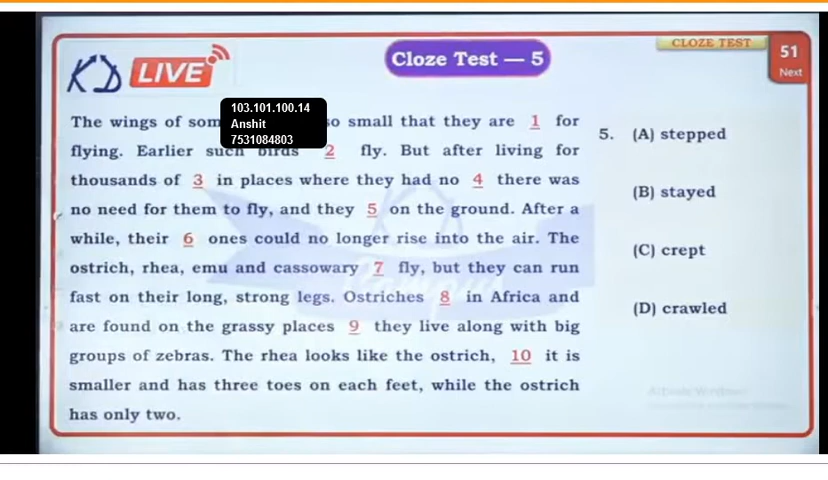 CLOZE TEST
51
Next
KD LIVE
Cloze Test — 5
103.101.100.14
Anshit
7531084803
The wings of som so small that they are 1 for
flying. Earlier such birds 2 fly. But after living for
thousands of 3 in places where they had no 4 there was
no need for them to fly, and they 5 on the ground. After a
while, their 6 ones could no longer rise into the air. The
ostrich, rhea, emu and cassowary 7 fly, but they can run
fast on their long, strong legs. Ostriches 8 in Africa and
are found on the grassy places 9 they live along with big
groups of zebras. The rhea looks like the ostrich, 10 it is
smaller and has three toes on each feet, while the ostrich
has only two.
5. (A) stepped
(B) stayed
(C) crept
(D) crawled
Activate Windows